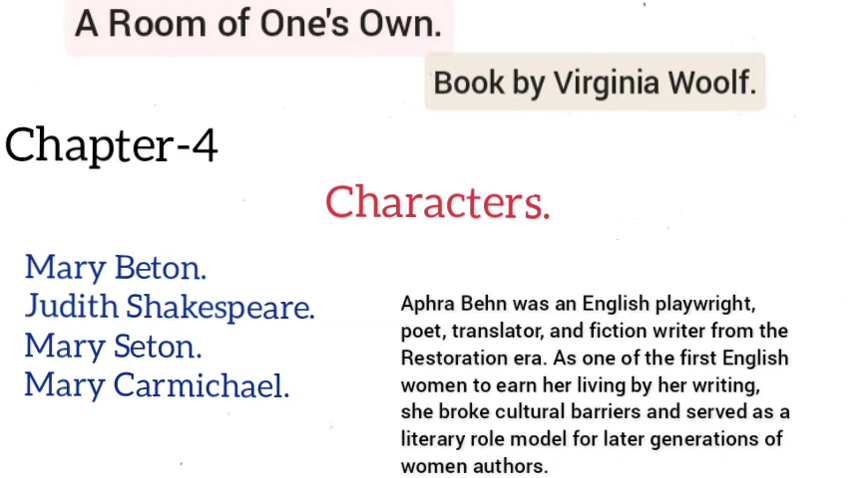 A Room of One's Own.
Book by Virginia Woolf.
Chapter-4
Characters.
Mary Beton.
Judith Shakespeare.
Mary Seton.
Mary Carmichael.
Aphra Behn was an English playwright,
poet, translator, and fiction writer from the
Restoration era. As one of the first English
women to earn her living by her writing,
she broke cultural barriers and served as a
literary role model for later generations of
women authors.